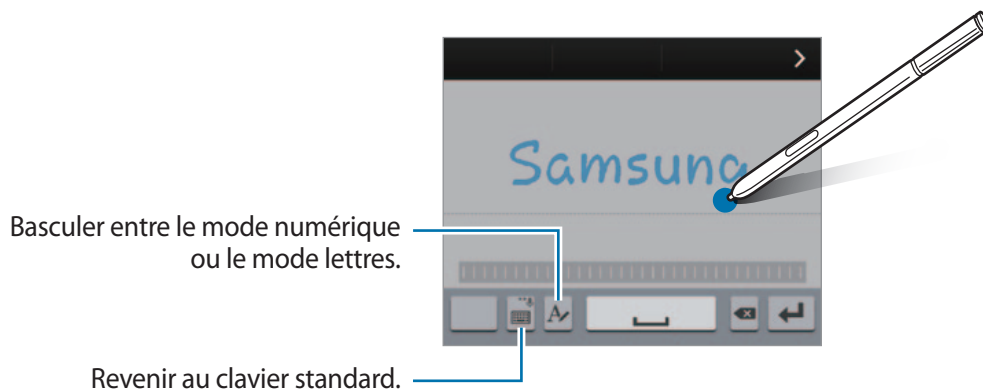 Samsung
Basculer entre le mode numérique
ou le mode lettres.
Revenir au clavier standard.